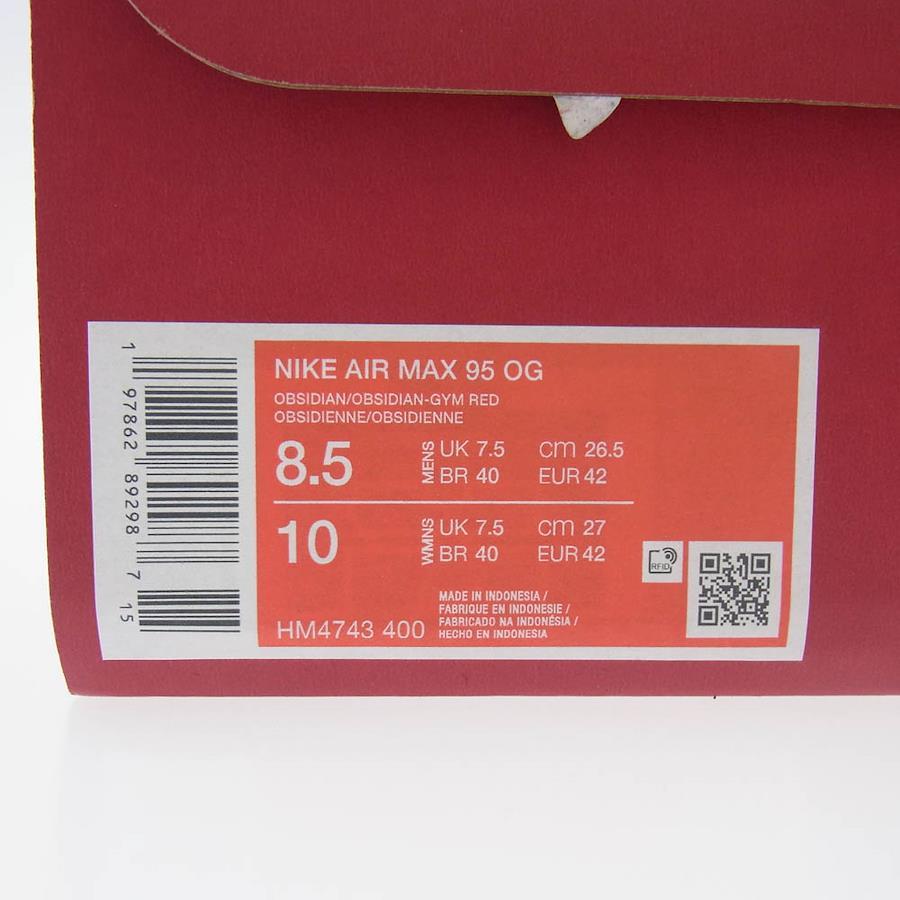 1 97862 89298 7 15
NIKE AIR MAX 95 OG
OBSIDIAN/OBSIDIAN-GYM RED
OBSIDIENNE/OBSIDIENNE
8.5 MENS UK 7.5 cm 26.5
BR 40 EUR 42
10 WMNS UK 7.5 cm 27
BR 40 EUR 42
RFID
MADE IN INDONESIA /
FABRIQUE EN INDONESIE /
FABRICADO NA INDONÉSIA /
HECHO EN INDONESIA
HM4743 400